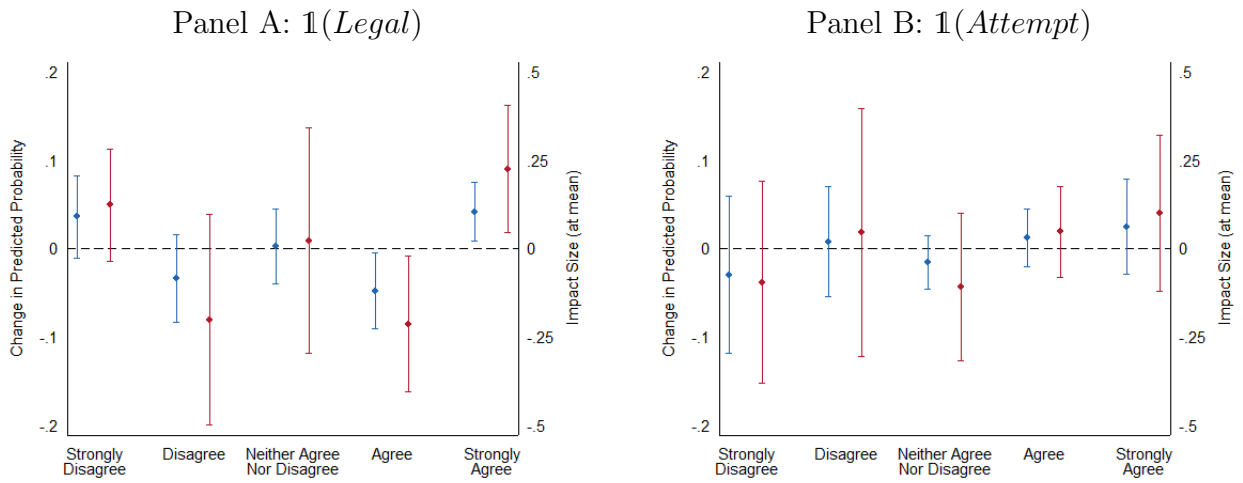 Panel A: 𝟙(Legal)
Change in Predicted Probability
.2
.1
0
-.1
-.2
.5
.25
0
-.25
-.5
Impact Size (at mean)
Strongly
Disagree
Disagree
Neither Agree
Nor Disagree
Agree
Strongly
Agree
Panel B: 𝟙(Attempt)
Change in Predicted Probability
.2
.1
0
-.1
-.2
.5
.25
0
-.25
-.5
Impact Size (at mean)
Strongly
Disagree
Disagree
Neither Agree
Nor Disagree
Agree
Strongly
Agree